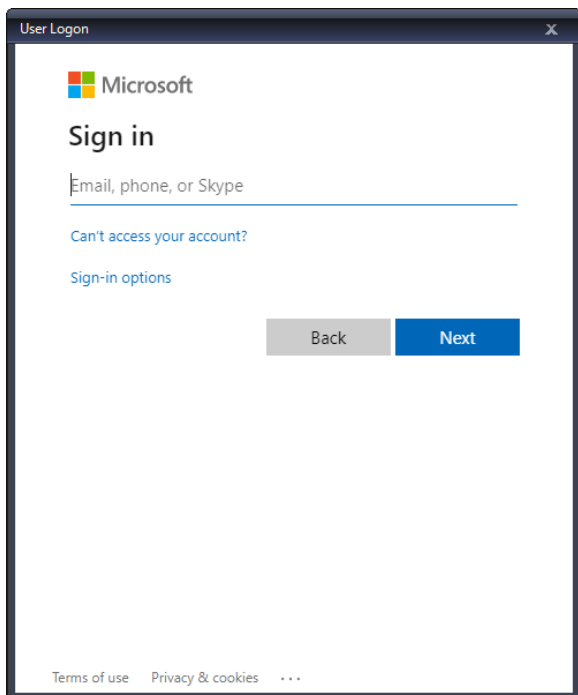 User Logon x
Microsoft
Sign in
Email, phone, or Skype
Can't access your account?
Sign-in options
Back Next
Terms of use Privacy & cookies ...